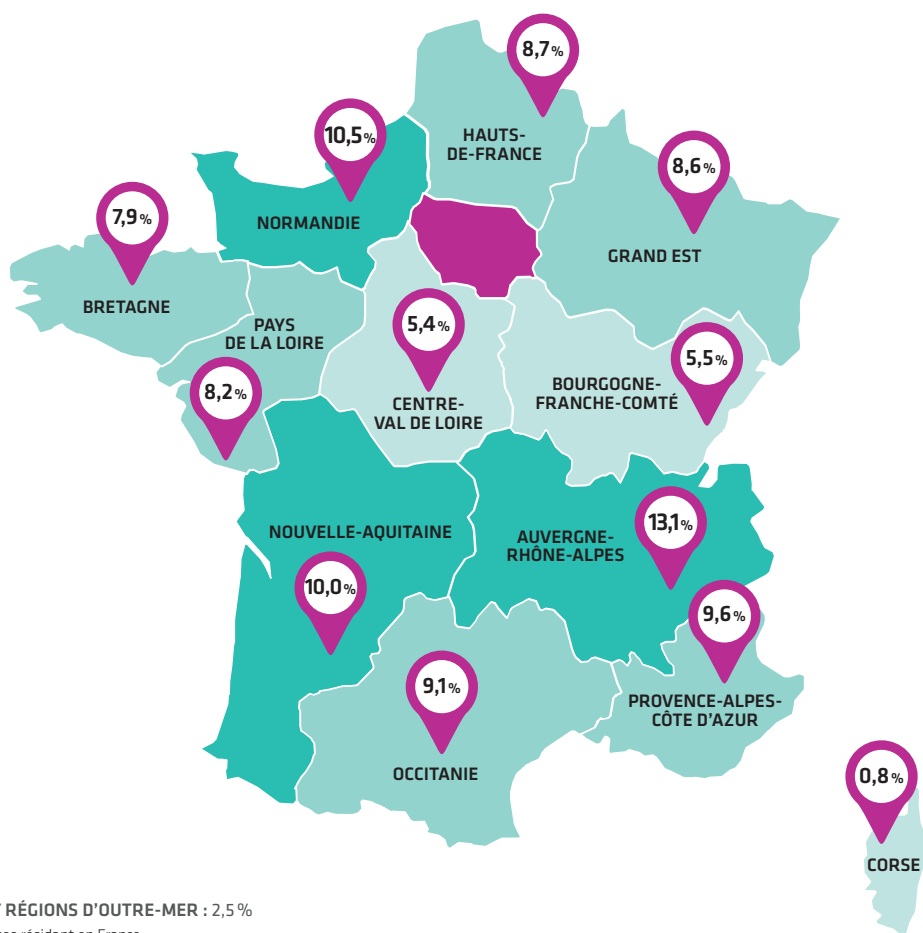 8,7%
HAUTS-
DE-FRANCE
10,5%
NORMANDIE
8,6%
GRAND EST
7,9%
BRETAGNE
PAYS
DE LA LOIRE
8,2%
5,4%
CENTRE-
VAL DE LOIRE
5,5%
BOURGOGNE-
FRANCHE-COMTÉ
NOUVELLE-AQUITAINE
10,0%
AUVERGNE-
RHÔNE-ALPES
13,1%
9,6%
PROVENCE-ALPES-
CÔTE D'AZUR
9,1%
OCCITANIE
0,8%
CORSE
RÉGIONS D'OUTRE-MER : 2,5%
résidant en France